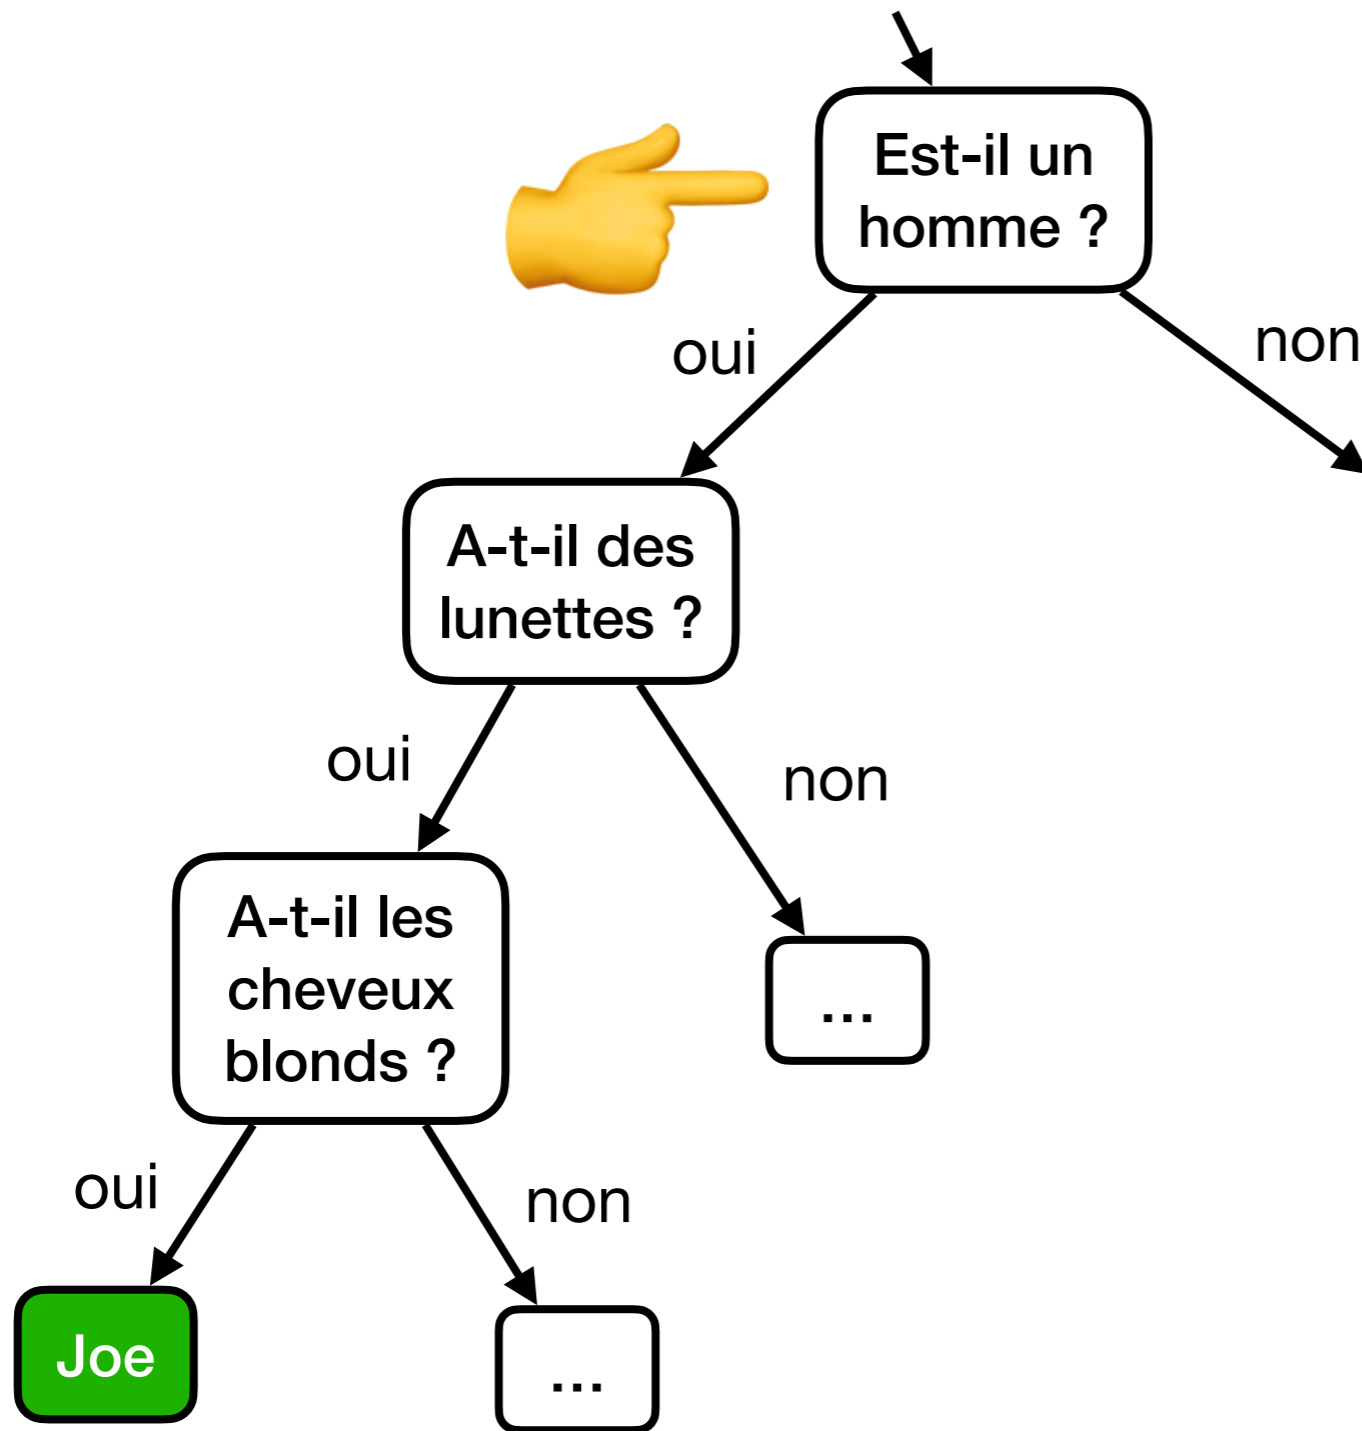 Est-il un
homme ?
oui
non
A-t-il des
lunettes ?
oui
non
A-t-il les
cheveux
blonds ?
...
oui
non
Joe
...